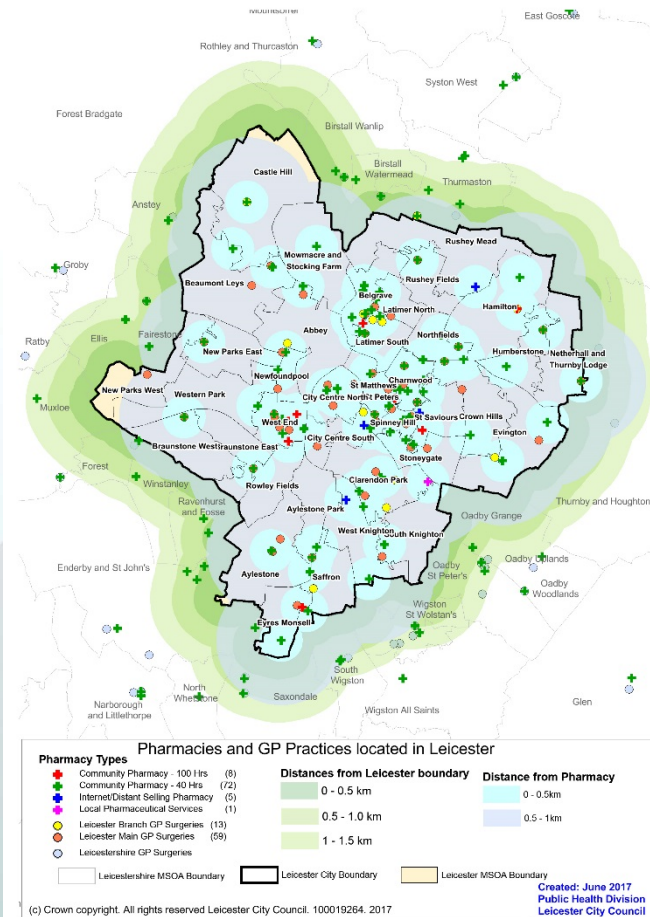 East Goscote
Rothley and Thurcaston
Syston West
Forest Bradgate
Birstall Wanlip
Castle Hill
Birstall
Watermead
Thurmaston
Anstey
Rushey Mead
Groby
Mowmacre and
Stocking Farm
Rushey Fields
Beaumont Leys
Belgrave
Hamilton
Latimer North
Abbey
Ratby
Ellis
Fairestone
Northfields
Latimer South
New Parks East
Humberstone
Netherhall and
Thurnby Lodge
Newfoundpool
Charnwood
St Matthews
New Parks West
Western Park
City Centre North
St Peters
Muxloe
St Saviours
Crown Hills
West End
Spinney Hill
City Centre South
Evington
Braunstone West
Braunstone East
Stoneygate
Forest
Winstanley
Rowley Fields
Clarendon Park
Thurnby and Houghton
Ravenhurst
and Fosse
Aylestone Park
Oadby Grange
West Knighton
South Knighton
Enderby and St John's
Oadby
St Peter's
Oadby Uplands
Aylestone
Saffron
Oadby
Woodlands
Wigston
St Wolstan's
Eyres Monsell
South
Wigston
North
Whetstone
Saxondale
Glen
Narborough
and Littlethorpe
Wigston All Saints
Pharmacies and GP Practices located in Leicester
Pharmacy Types
Community Pharmacy - 100 Hrs (8)
Community Pharmacy - 40 Hrs (72)
Internet/Distant Selling Pharmacy (5)
Local Pharmaceutical Services (1)
Leicester Branch GP Surgeries (13)
Leicester Main GP Surgeries (59)
Leicestershire GP Surgeries
Distances from Leicester boundary
0 - 0.5 km
0.5 - 1.0 km
1 - 1.5 km
Distance from Pharmacy
0 - 0.5km
0.5 - 1km
Leicestershire MSOA Boundary
Leicester City Boundary
Leicester MSOA Boundary
Created: June 2017
Public Health Division
Leicester City Council
(c) Crown copyright. All rights reserved Leicester City Council. 100019264. 2017